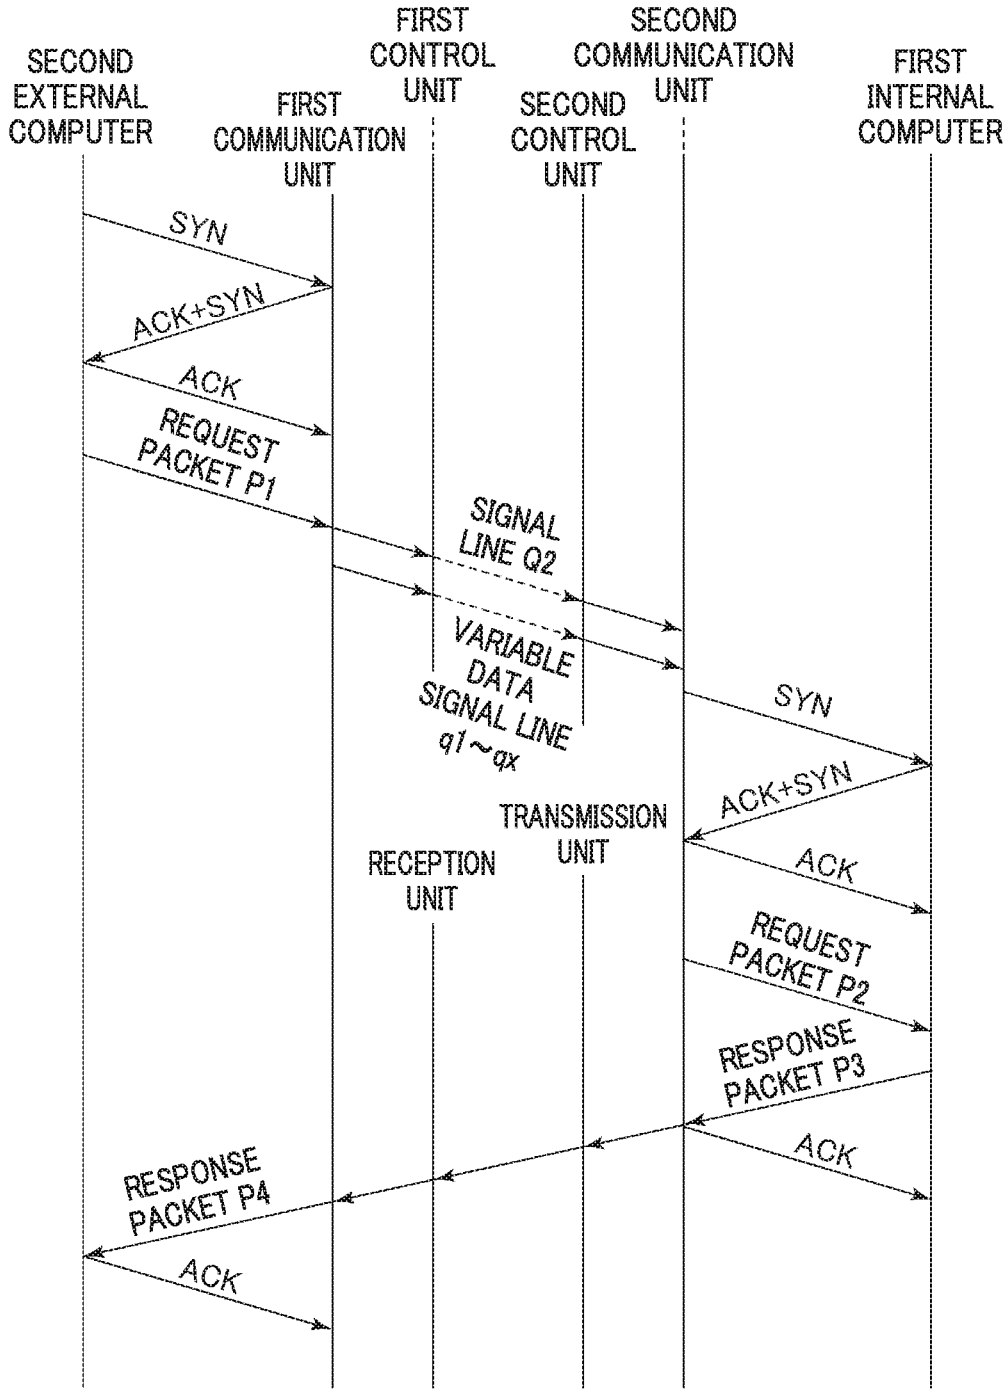 SECOND
EXTERNAL
COMPUTER
FIRST
COMMUNICATION
UNIT
FIRST
CONTROL
UNIT
SECOND
CONTROL
UNIT
SECOND
COMMUNICATION
UNIT
FIRST
INTERNAL
COMPUTER
SYN
ACK+SYN
ACK
REQUEST
PACKET P1
SIGNAL
LINE Q2
VARIABLE
DATA
SIGNAL LINE
q1～qx
SYN
ACK+SYN
ACK
TRANSMISSION
UNIT
RECEPTION
UNIT
REQUEST
PACKET P2
RESPONSE
PACKET P3
ACK
RESPONSE
PACKET P4
ACK